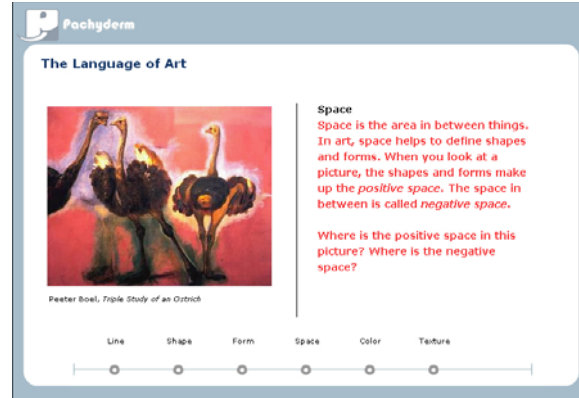 Pachyderm
The Language of Art
Space
Space is the area in between things.
In art, space helps to define shapes
and forms. When you look at a
picture, the shapes and forms make
up the positive space. The space in
between is called negative space.
Where is the positive space in this
picture? Where is the negative
space?
Peeter Boel, Triple Study of an Ostrich
Line Shape Form Space Color Texture